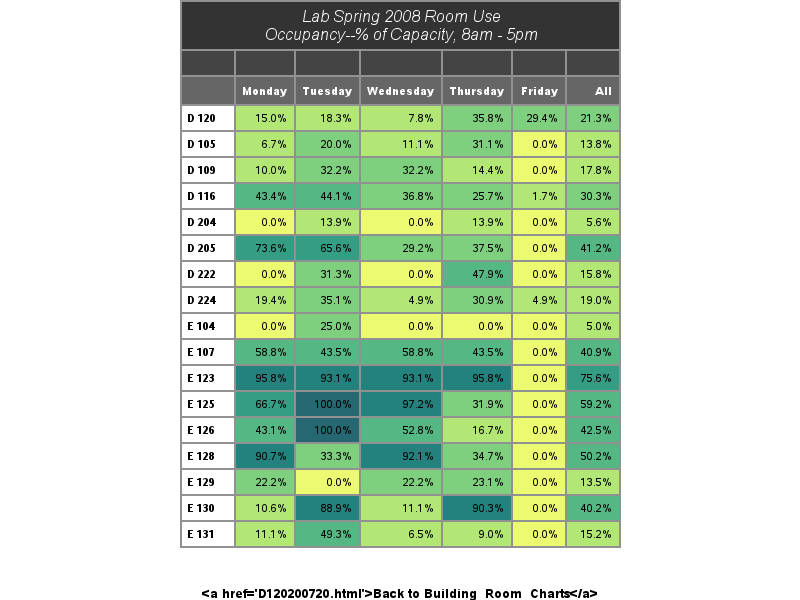 Lab Spring 2008 Room Use
Occupancy--% of Capacity, 8am - 5pm
Monday Tuesday Wednesday Thursday Friday All
D 120 15.0% 18.3% 7.8% 35.8% 29.4% 21.3%
D 105 6.7% 20.0% 11.1% 31.1% 0.0% 13.8%
D 109 10.0% 32.2% 32.2% 14.4% 0.0% 17.8%
D 116 43.4% 44.1% 36.8% 25.7% 1.7% 30.3%
D 204 0.0% 13.9% 0.0% 13.9% 0.0% 5.6%
D 205 73.6% 65.6% 29.2% 37.5% 0.0% 41.2%
D 222 0.0% 31.3% 0.0% 47.9% 0.0% 15.8%
D 224 19.4% 35.1% 4.9% 30.9% 4.9% 19.0%
E 104 0.0% 25.0% 0.0% 0.0% 0.0% 5.0%
E 107 58.8% 43.5% 58.8% 43.5% 0.0% 40.9%
E 123 95.8% 93.1% 93.1% 95.8% 0.0% 75.6%
E 125 66.7% 100.0% 97.2% 31.9% 0.0% 59.2%
E 126 43.1% 100.0% 52.8% 16.7% 0.0% 42.5%
E 128 90.7% 33.3% 92.1% 34.7% 0.0% 50.2%
E 129 22.2% 0.0% 22.2% 23.1% 0.0% 13.5%
E 130 10.6% 88.9% 11.1% 90.3% 0.0% 40.2%
E 131 11.1% 49.3% 6.5% 9.0% 0.0% 15.2%
<a href='D120200720.html'>Back to Building_Room_Charts</a>